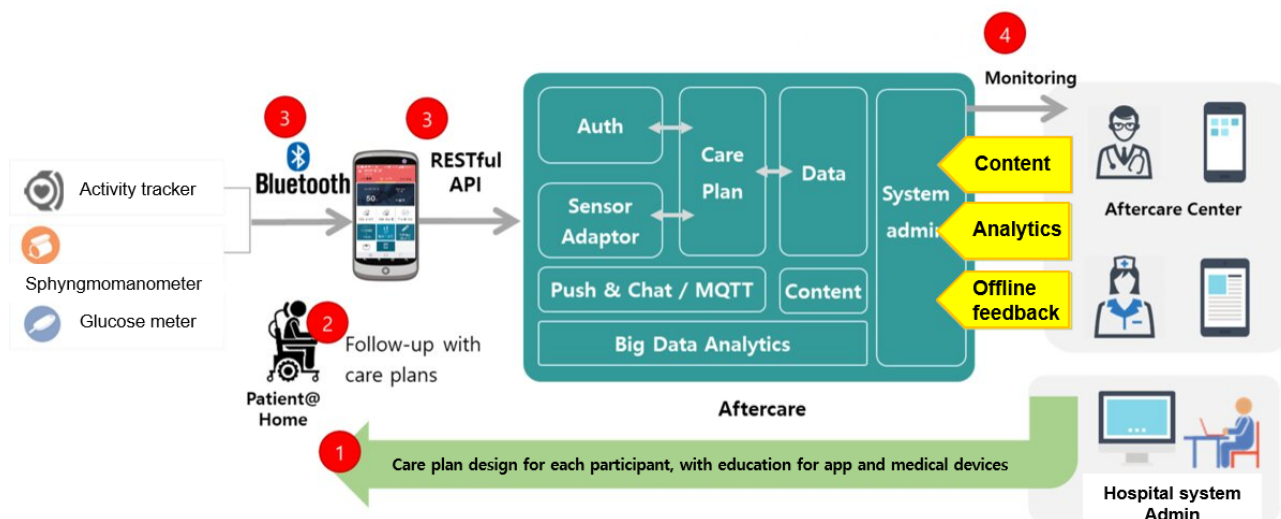 4
Monitoring
3
3
Bluetooth
RESTful
API
Activity tracker
Sphyngmomanometer
Glucose meter
50
2
Follow-up with
care plans
Patient@
Home
Auth
Sensor
Adaptor
Care
Plan
Data
System
admin
Push & Chat / MQTT
Content
Big Data Analytics
Content
Analytics
Offline
feedback
Aftercare Center
Aftercare
1
Care plan design for each participant, with education for app and medical devices
Hospital system
Admin